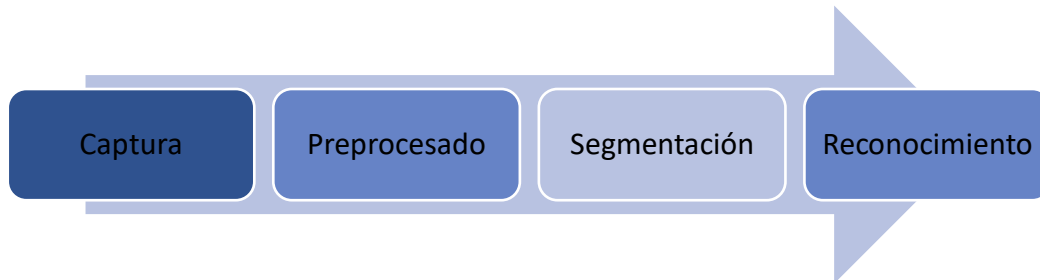 Captura
Preprocesado
Segmentación
Reconocimiento